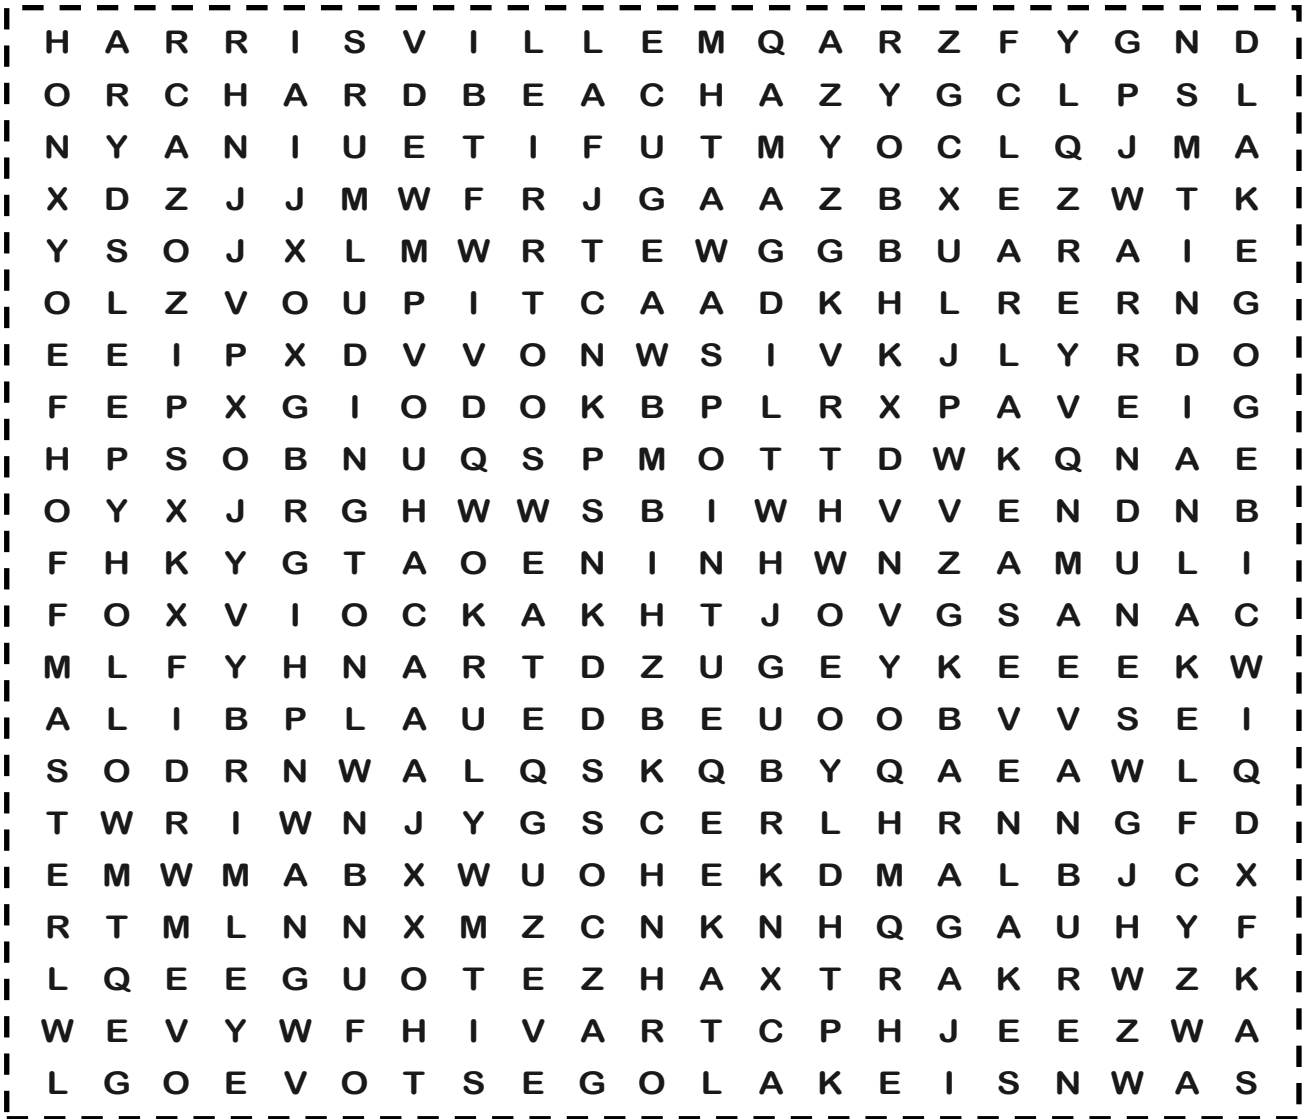 H A R R I S V I L L E M Q A R Z F Y G N D
O R C H A R D B E A C H A Z Y G C L P S L
N Y A N I U E T I F U T M Y O C L Q J M A
X D Z J J M W F R J G A A Z B X E Z W T K
Y S O J X L M W R T E W G G B U A R A I E
O L Z V O U P I T C A A D K H L R E R N G
E E I P X D V V O N W S I V K J L Y R D O
F E P X G I O D O K B P L R X P A V E I G
H P S O B N U Q S P M O T T D W K Q N A E
O Y X J R G H W W S B I W H V V E N D N B
F H K Y G T A O E N I N H W N Z A M U L I
F O X V I O C K A K H T J O V G S A N A C
M L F Y H N A R T D Z U G E Y K E E E K W
A L I B P L A U E D B E U O O B V V S E I
S O D R N W A L Q S K Q B Y Q A E A W L Q
T W R I W N J Y G S C E R L H R N N G F D
E M W M A B X W U O H E K D M A L B J C X
R T M L N N X M Z C N K N H Q G A U H Y F
L Q E E G U O T E Z H A X T R A K R W Z K
W E V Y W F H I V A R T C P H J E E Z W A
L G O E V O T S E G O L A K E I S N W A S